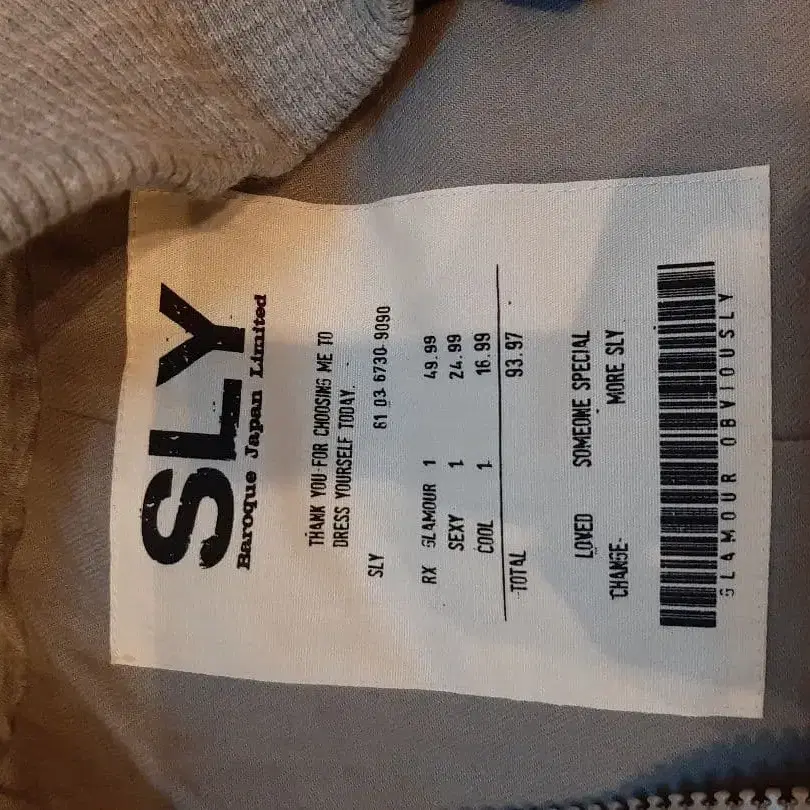 SLY
Baroque Japan Limited
THANK YOU FOR CHOOSING ME TO
DRESS YOURSELF TODAY.
SLY 81 03 6730-9090
RX GLAMOUR 1 49.99
SEXY 1 24.99
COOL 1 16.99
TOTAL 93.97
LOVED SOMEONE SPECIAL
CHANGE MORE SLY
GLAMOUR OBVIOUSLY